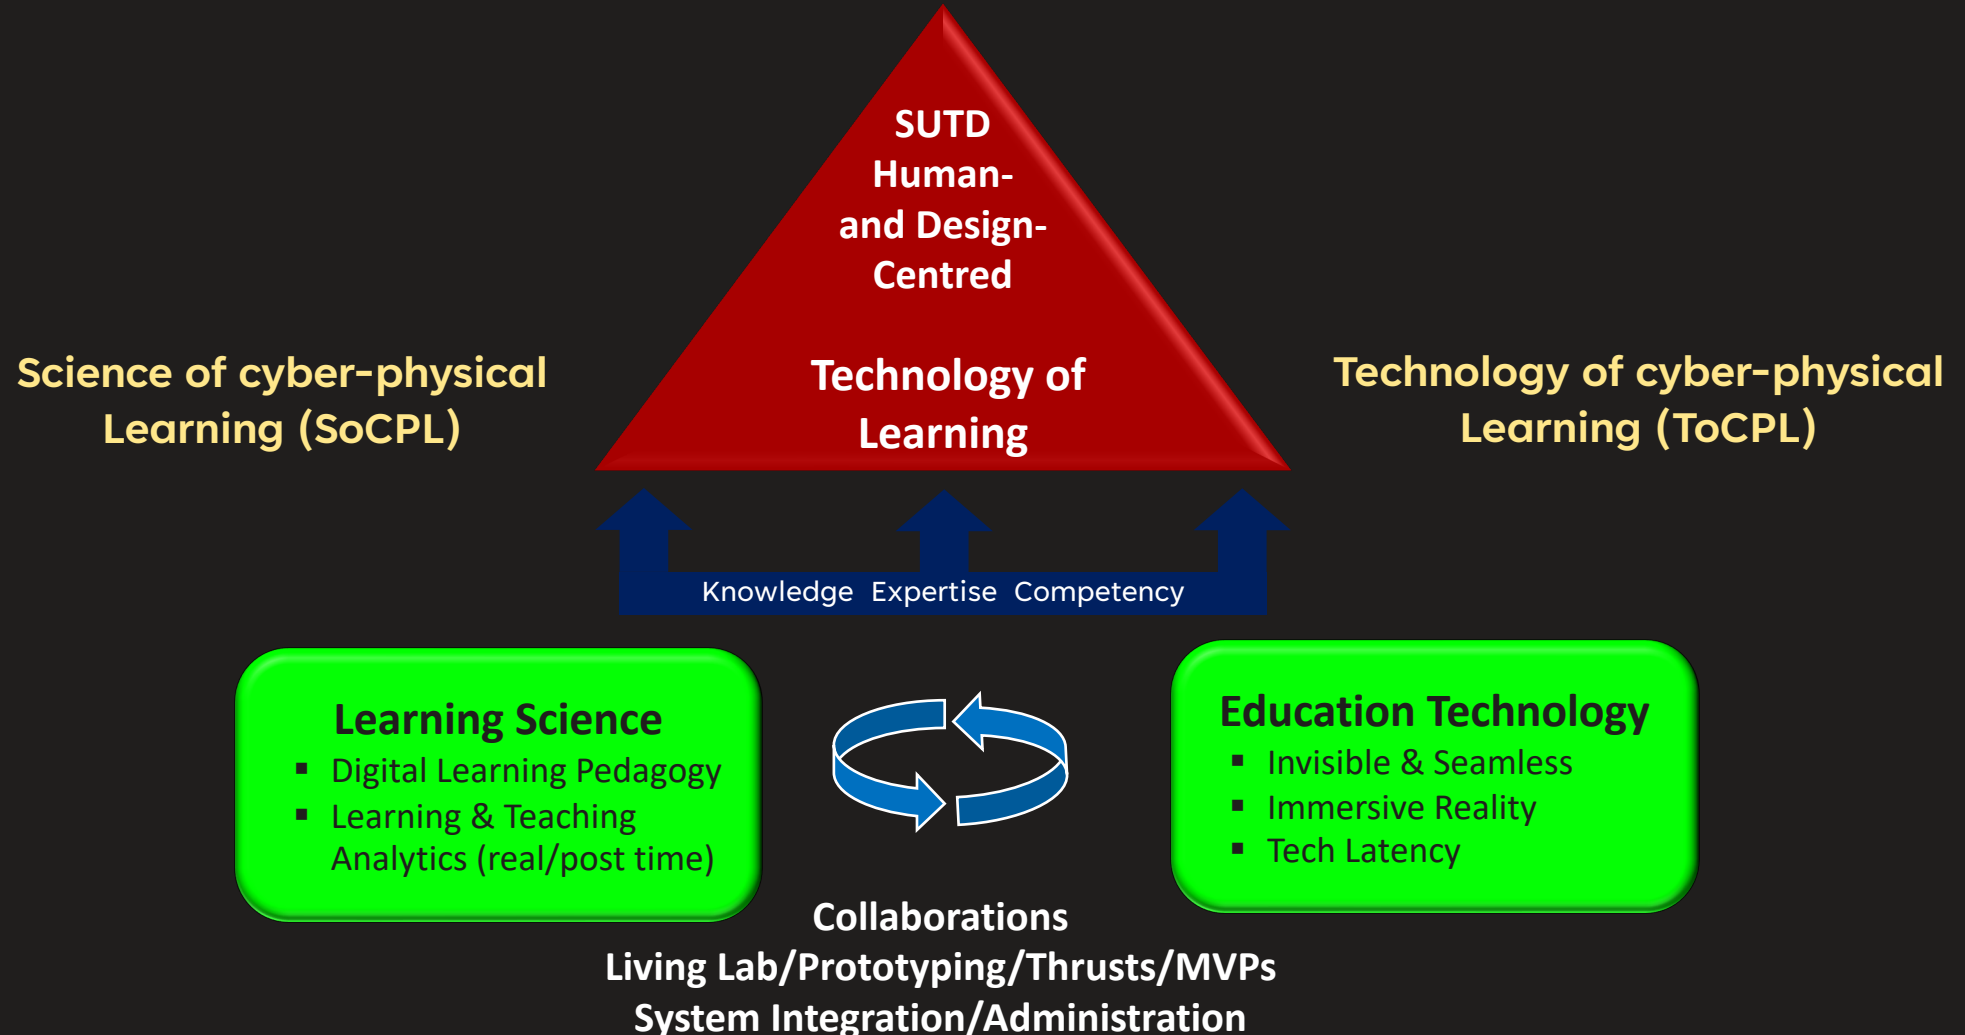 SUTD
Human-
and Design-
Centred
Technology of
Learning
Science of cyber-physical
Learning (SoCPL)
Technology of cyber-physical
Learning (ToCPL)
Knowledge Expertise Competency
Learning Science
▪ Digital Learning Pedagogy
▪ Learning & Teaching
Analytics (real/post time)
Education Technology
▪ Invisible & Seamless
▪ Immersive Reality
▪ Tech Latency
Collaborations
Living Lab/Prototyping/Thrusts/MVPs
System Integration/Administration